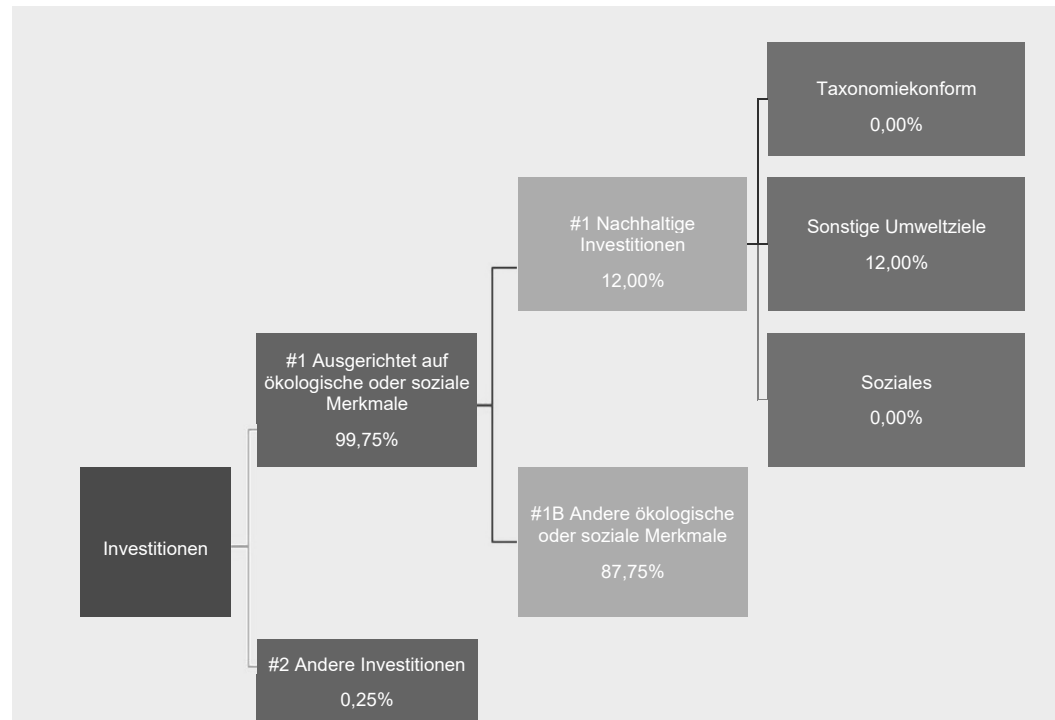 Taxonomiekonform
0,00%
#1 Nachhaltige
Investitionen
12,00%
Sonstige Umweltziele
12,00%
#1 Ausgerichtet auf
ökologische oder soziale
Merkmale
99,75%
Soziales
0,00%
Investitionen
#1B Andere ökologische
oder soziale Merkmale
87,75%
#2 Andere Investitionen
0,25%